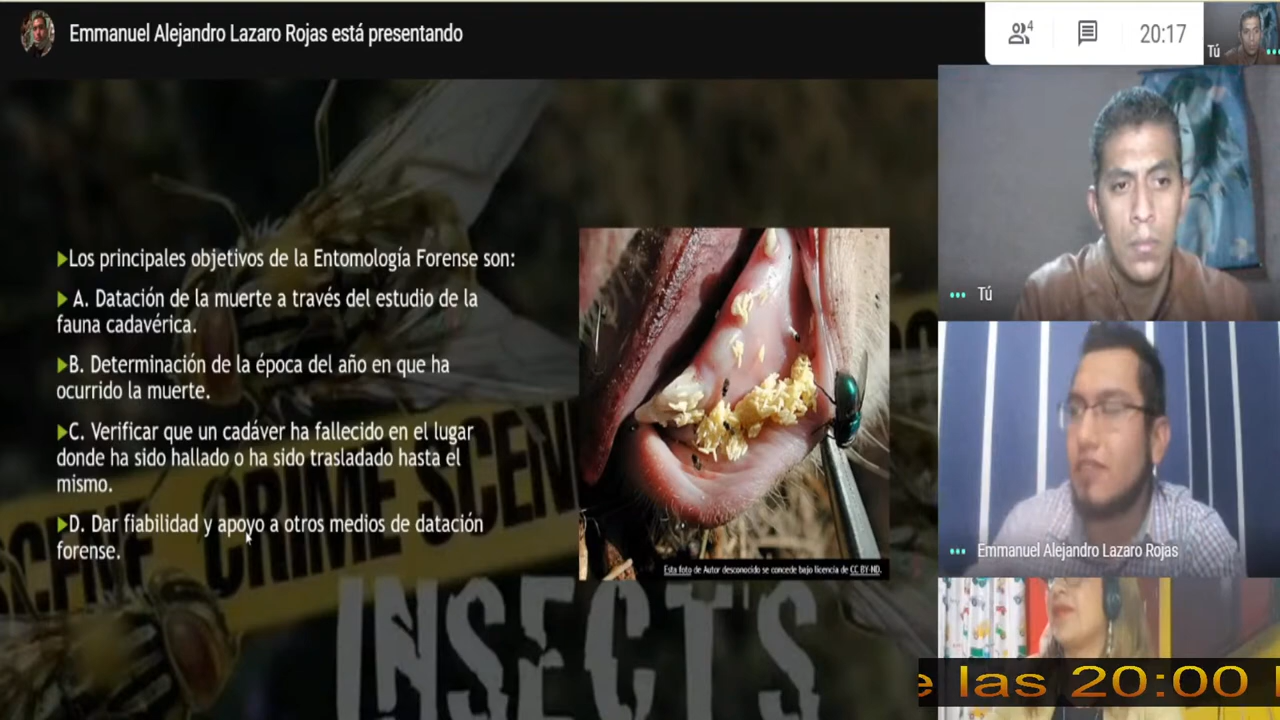 Emmanuel Alejandro Lazaro Rojas está presentando
4
20:17
Tú
Los principales objetivos de la Entomología Forense son:
A. Datación de la muerte a través del estudio de la
fauna cadavérica.
B. Determinación de la época del año en que ha
ocurrido la muerte.
C. Verificar que un cadáver ha fallecido en el lugar
donde ha sido hallado o ha sido trasladado hasta el
mismo.
D. Dar fiabilidad y apoyo a otros medios de datación
forense.
SCENE CRIME SCEN
INSECTS
Esta foto de Autor desconocido se concede bajo licencia de CC BY-ND.
Tú
Emmanuel Alejandro Lazaro Rojas
e las 20:00